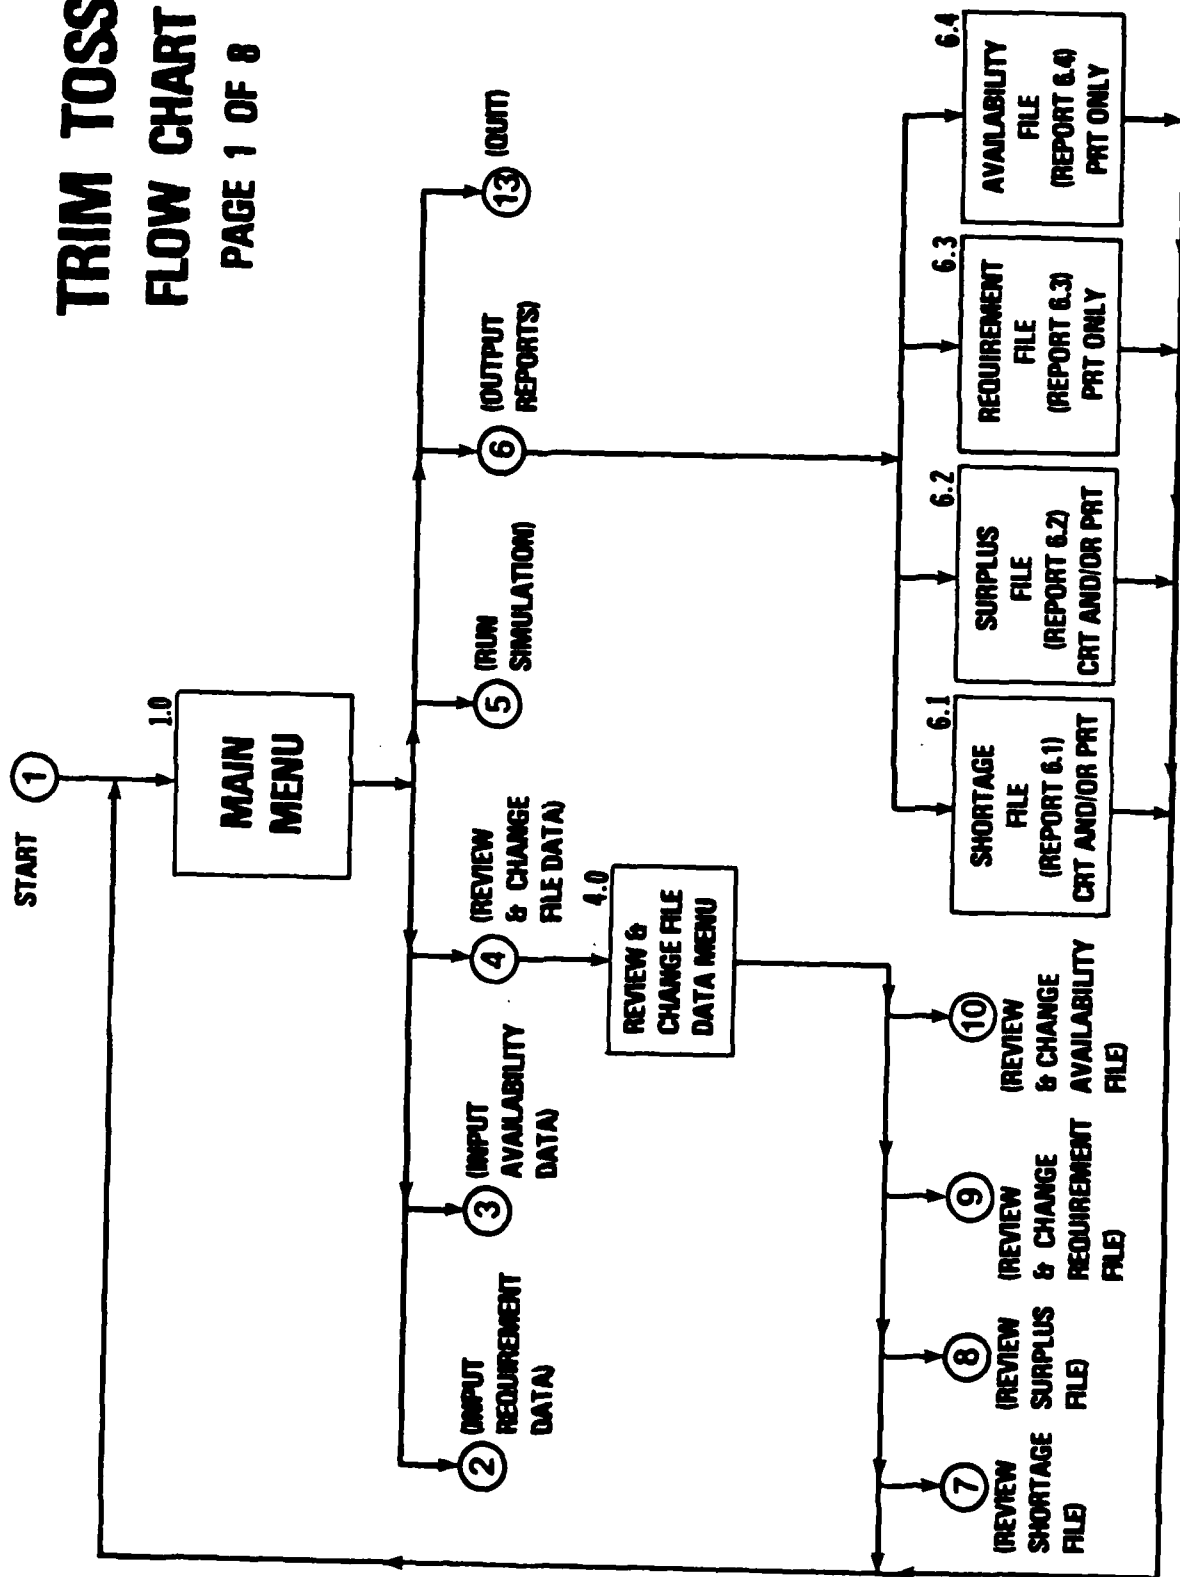 TRIM TOSS
FLOW CHART
PAGE 1 OF 8
START
1
1.0
MAIN
MENU
2
(INPUT
REQUIREMENT
DATA)
3
(INPUT
AVAILABILITY
DATA)
4
(REVIEW
& CHANGE
FILE DATA)
5
(RUN
SIMULATION)
6
(OUTPUT
REPORTS)
13
(QUIT)
4.0
REVIEW &
CHANGE FILE
DATA MENU
7
(REVIEW
SHORTAGE
FILE)
8
(REVIEW
SURPLUS
FILE)
9
(REVIEW
& CHANGE
REQUIREMENT
FILE)
10
(REVIEW
& CHANGE
AVAILABILITY
FILE)
6.1
SHORTAGE
FILE
(REPORT 6.1)
CRT AND/OR PRT
6.2
SURPLUS
FILE
(REPORT 6.2)
CRT AND/OR PRT
6.3
REQUIREMENT
FILE
(REPORT 6.3)
PRT ONLY
6.4
AVAILABILITY
FILE
(REPORT 6.4)
PRT ONLY